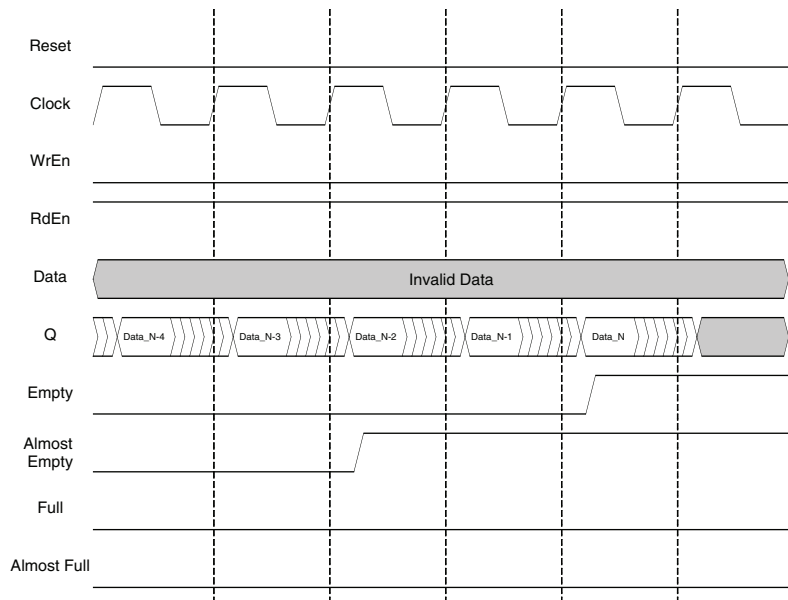 Reset
Clock
WrEn
RdEn
Data
Invalid Data
Q
Data_N-4
Data_N-3
Data_N-2
Data_N-1
Data_N
Empty
Almost
Empty
Full
Almost Full